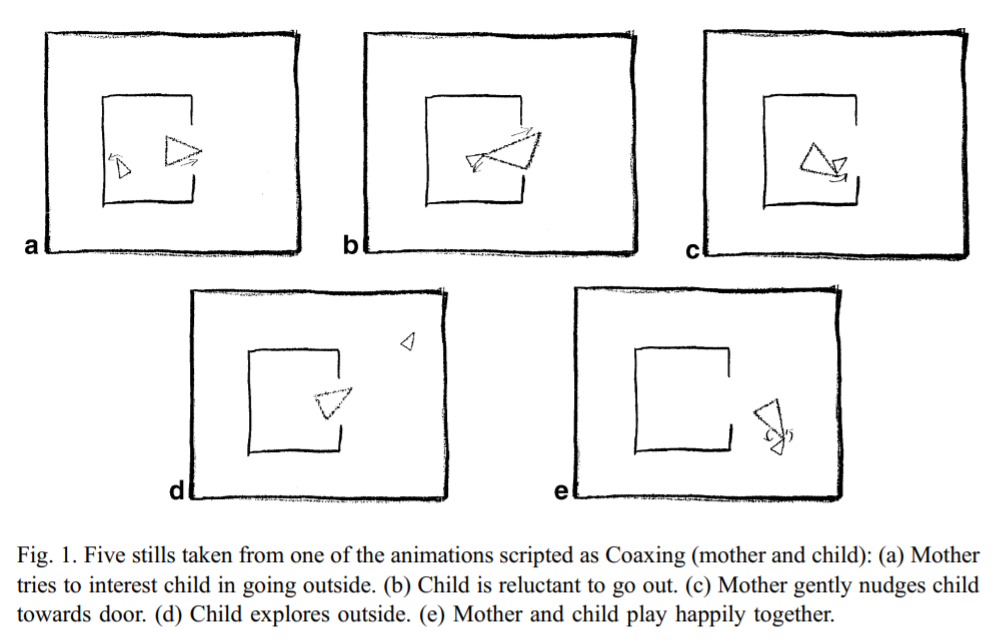 a
b
c
d
e
Fig. 1. Five stills taken from one of the animations scripted as Coaxing (mother and child): (a) Mother
tries to interest child in going outside. (b) Child is reluctant to go out. (c) Mother gently nudges child
towards door. (d) Child explores outside. (e) Mother and child play happily together.